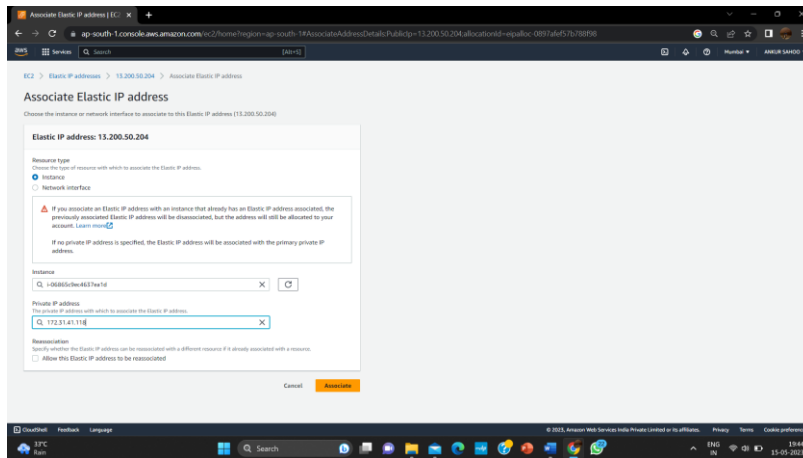 Associate Elastic IP address | EC2
ap-south-1.console.aws.amazon.com/ec2/home?region=ap-south-1#AssociateAddressDetails:PublicIp=13.200.50.204;allocationId=eipalloc-0897afef57b788f98
aws Services Search [Alt+S] Mumbai ANKUR SAHOO
EC2 > Elastic IP addresses > 13.200.50.204 > Associate Elastic IP address
Associate Elastic IP address
Choose the instance or network interface to associate to this Elastic IP address (13.200.50.204)
Elastic IP address: 13.200.50.204
Resource type
Choose the type of resource with which to associate the Elastic IP address.
Instance
Network interface
If you associate an Elastic IP address with an instance that already has an Elastic IP address associated, the
previously associated Elastic IP address will be disassociated, but the address will still be allocated to your
account. Learn more
If no private IP address is specified, the Elastic IP address will be associated with the primary private IP
address.
Instance
i-06865c9ec4637ee1d
Private IP address
The private IP address with which to associate the Elastic IP address.
172.31.41.118
Reassociation
Specify whether the Elastic IP address can be reassociated with a different resource if it already associated with a resource.
Allow this Elastic IP address to be reassociated
Cancel Associate
CloudShell Feedback Language © 2023, Amazon Web Services India Private Limited or its affiliates. Privacy Terms Cookie preferences
33°C Search ENG 19:44
Rain IN 15-05-2023